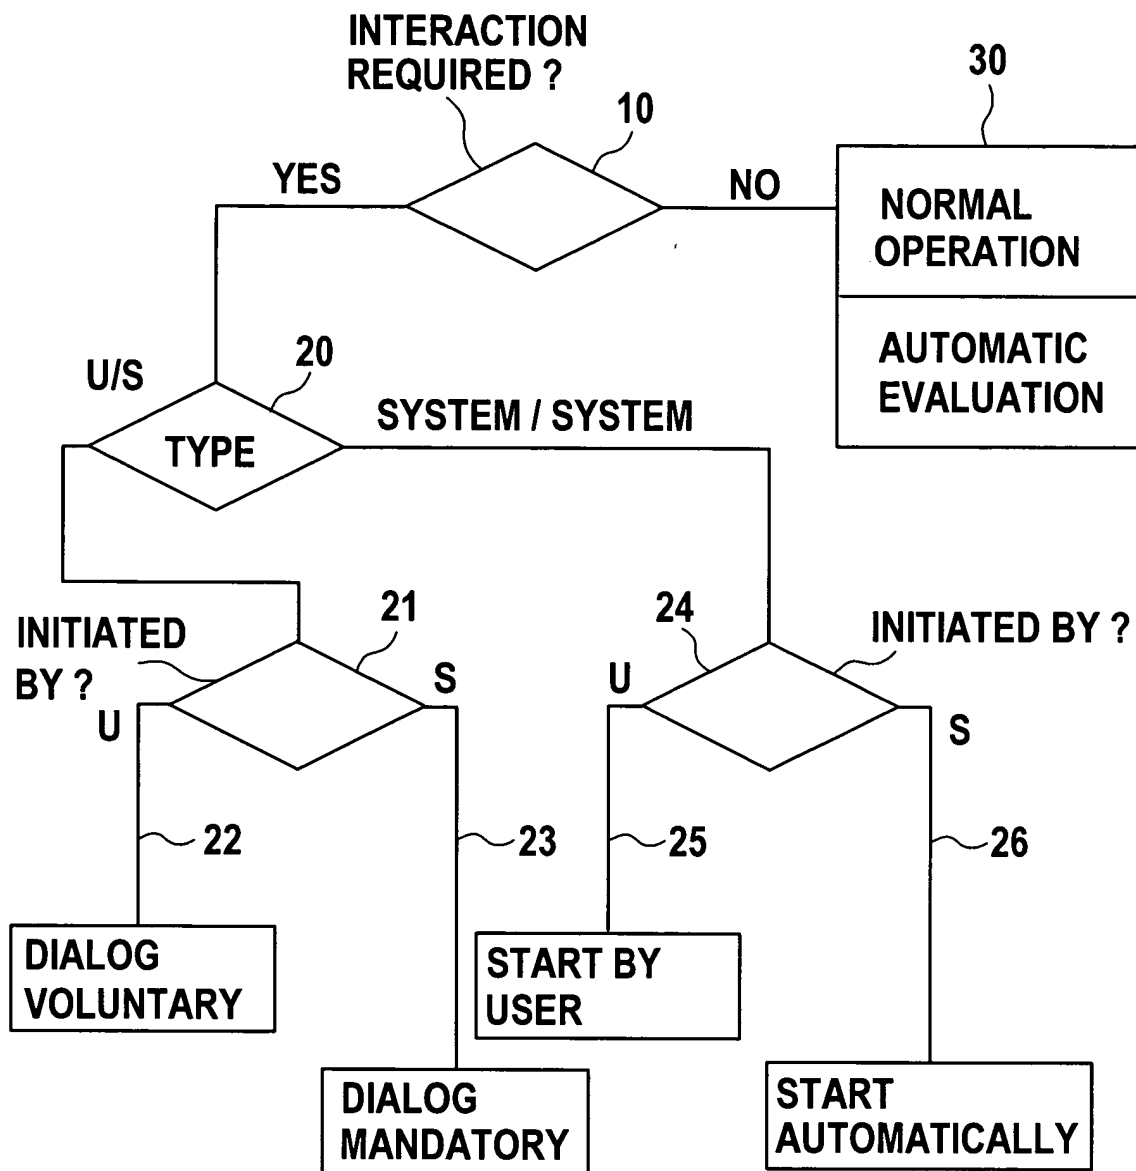 INTERACTION
REQUIRED ?
10
30
YES
NO
NORMAL
OPERATION
AUTOMATIC
EVALUATION
U/S
20
TYPE
SYSTEM / SYSTEM
INITIATED
BY ?
21
U
S
24
INITIATED BY ?
U
S
22
23
25
26
DIALOG
VOLUNTARY
DIALOG
MANDATORY
START BY
USER
START
AUTOMATICALLY